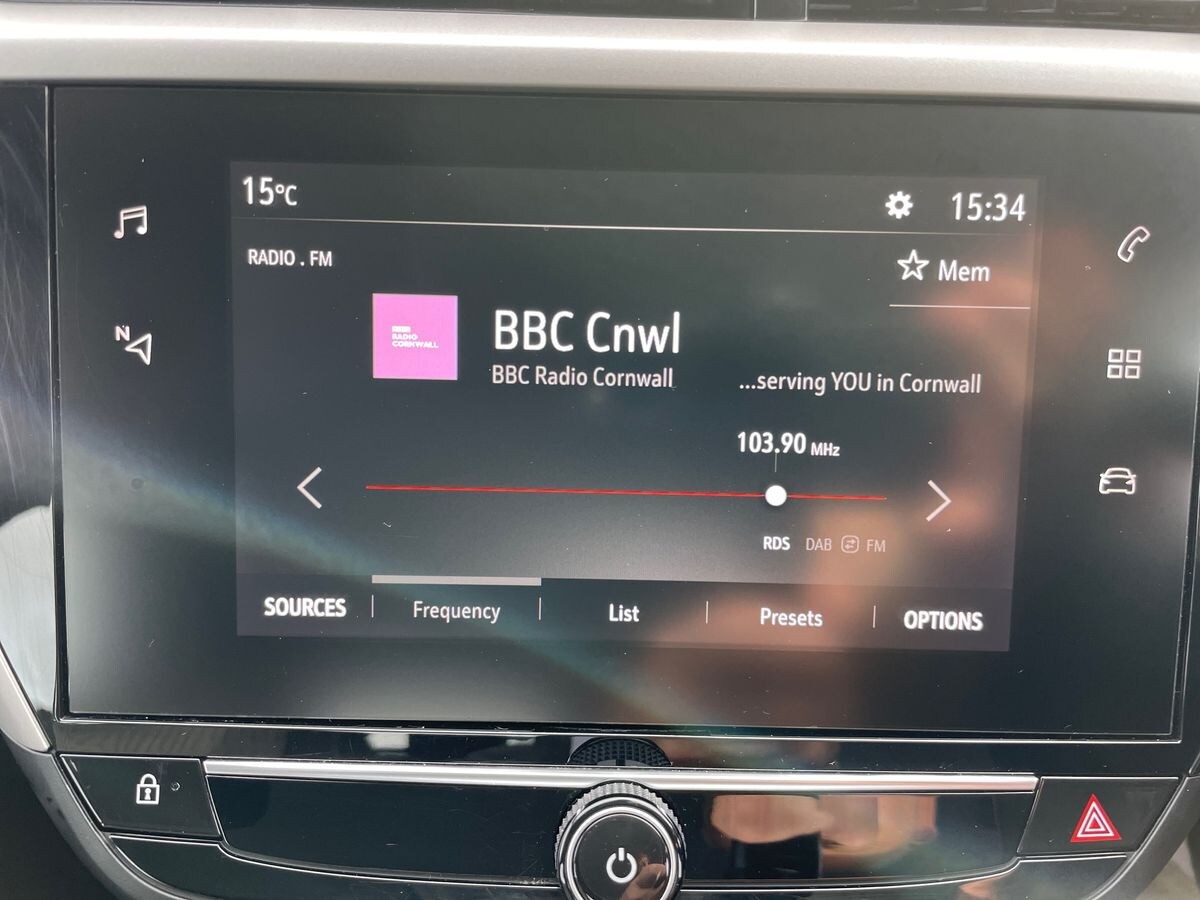 15°C
15:34
RADIO . FM
Mem
BBC
RADIO
CORNWALL
BBC Cnwl
BBC Radio Cornwall
...serving YOU in Cornwall
103.90 MHz
RDS DAB FM
SOURCES
Frequency
List
Presets
OPTIONS
N